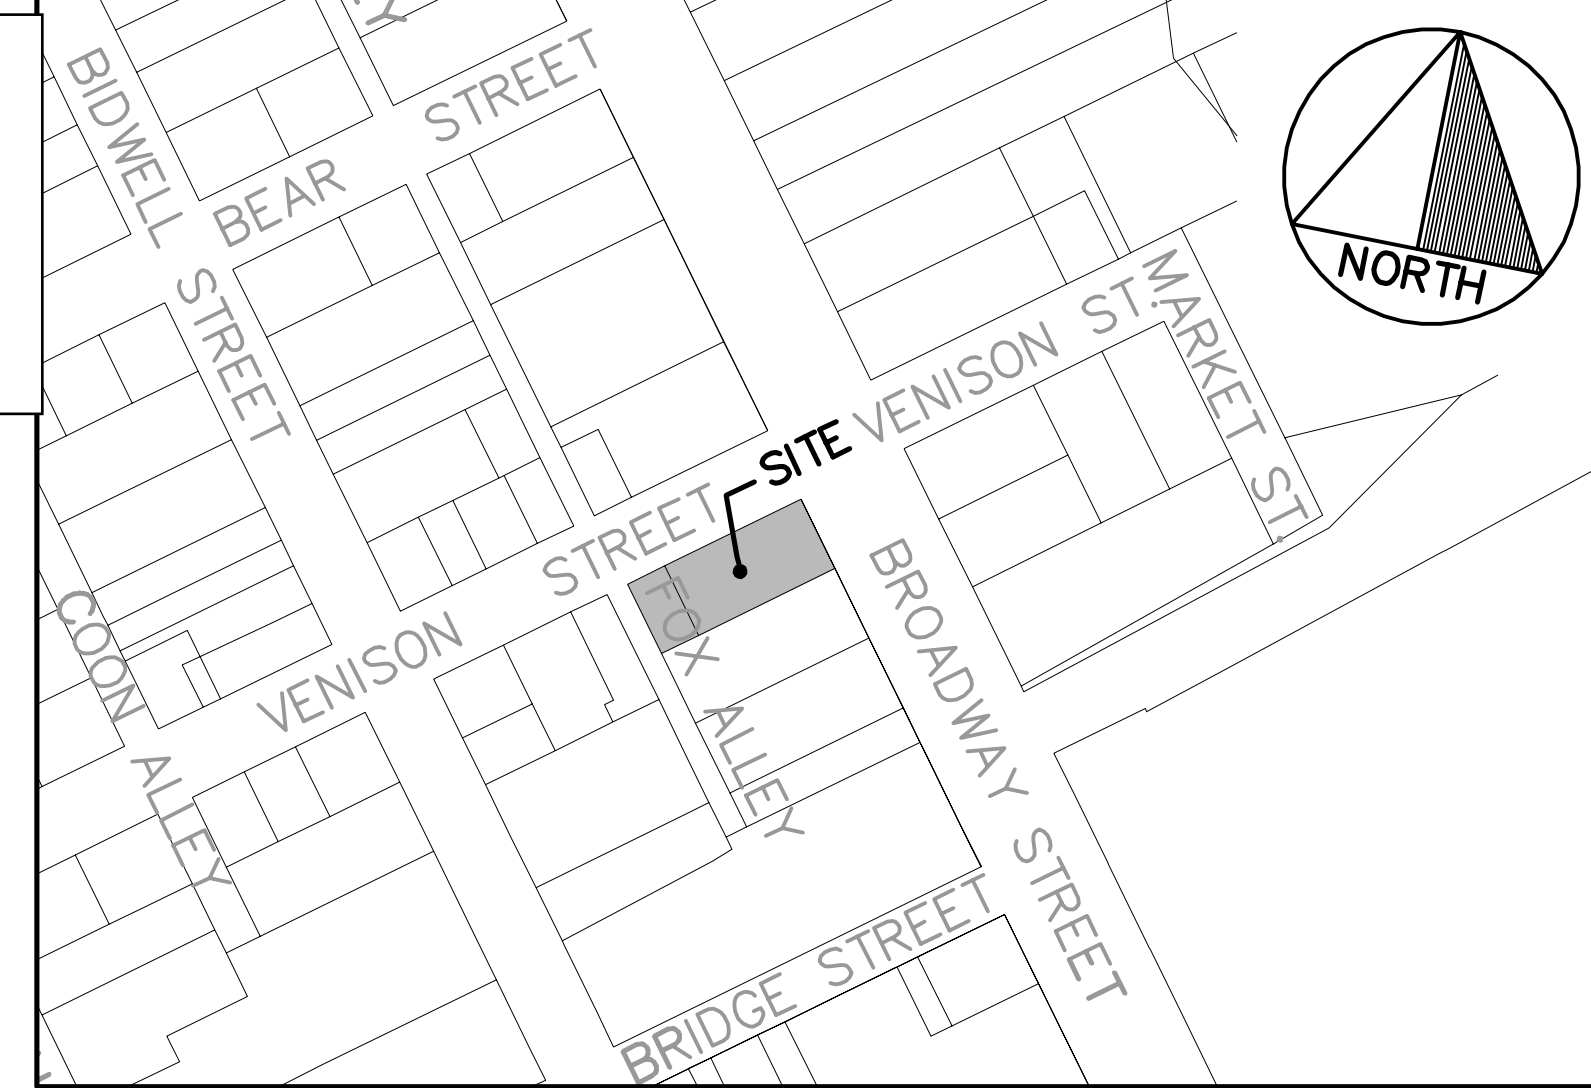 BIDWELL STREET
BEAR STREET
NORTH
VENISON ST.
MARKET ST.
SITE
VENISON STREET
FOX ALLEY
BROADWAY STREET
COON ALLEY
BRIDGE STREET